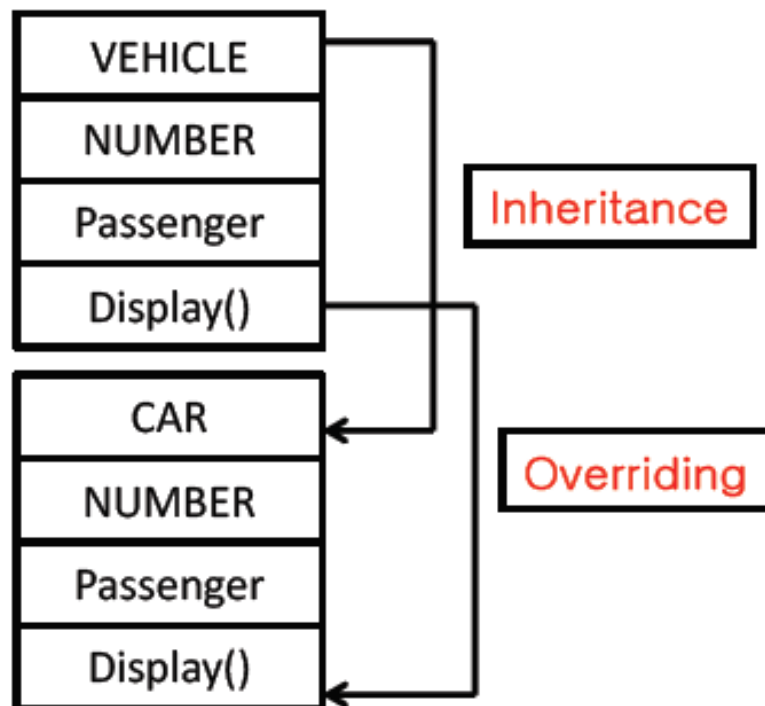 VEHICLE
NUMBER
Passenger
Display()
Inheritance
CAR
NUMBER
Passenger
Display()
Overriding